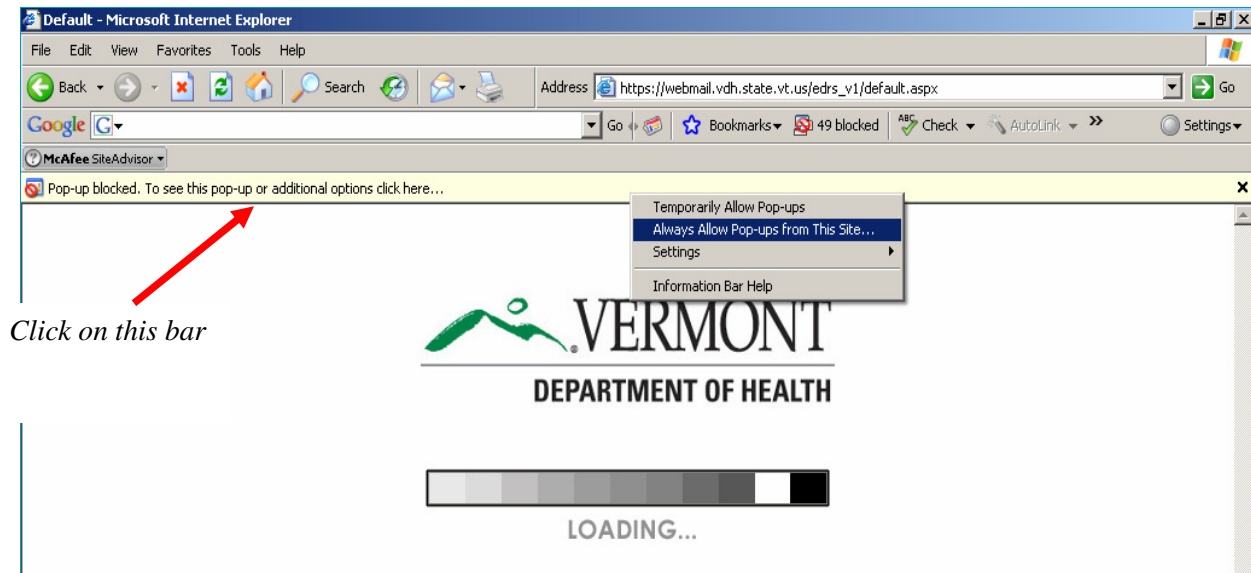 Default - Microsoft Internet Explorer
File Edit View Favorites Tools Help
Back Search Address https://webmail.vdh.state.vt.us/edrs_v1/default.aspx Go
Google G Go Bookmarks 49 blocked ABC Check AutoLink » Settings
? McAfee SiteAdvisor
Pop-up blocked. To see this pop-up or additional options click here...
Temporarily Allow Pop-ups
Always Allow Pop-ups from This Site...
Settings
Information Bar Help
Click on this bar
VERMONT
DEPARTMENT OF HEALTH
LOADING...